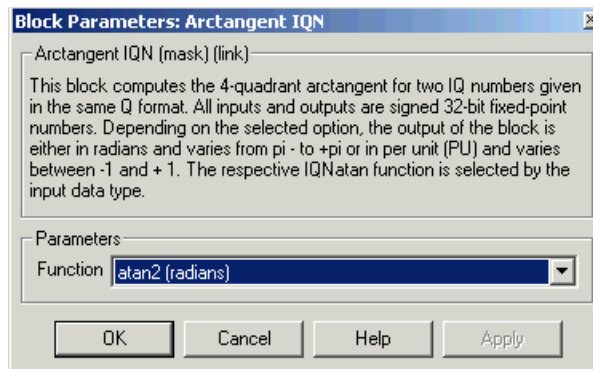 Block Parameters: Arctangent IQN
Arctangent IQN (mask) (link)
This block computes the 4-quadrant arctangent for two IQ numbers given
in the same Q format. All inputs and outputs are signed 32-bit fixed-point
numbers. Depending on the selected option, the output of the block is
either in radians and varies from pi - to +pi or in per unit (PU) and varies
between -1 and + 1. The respective IQNatan function is selected by the
input data type.
Parameters
Function atan2 (radians)
OK Cancel Help Apply